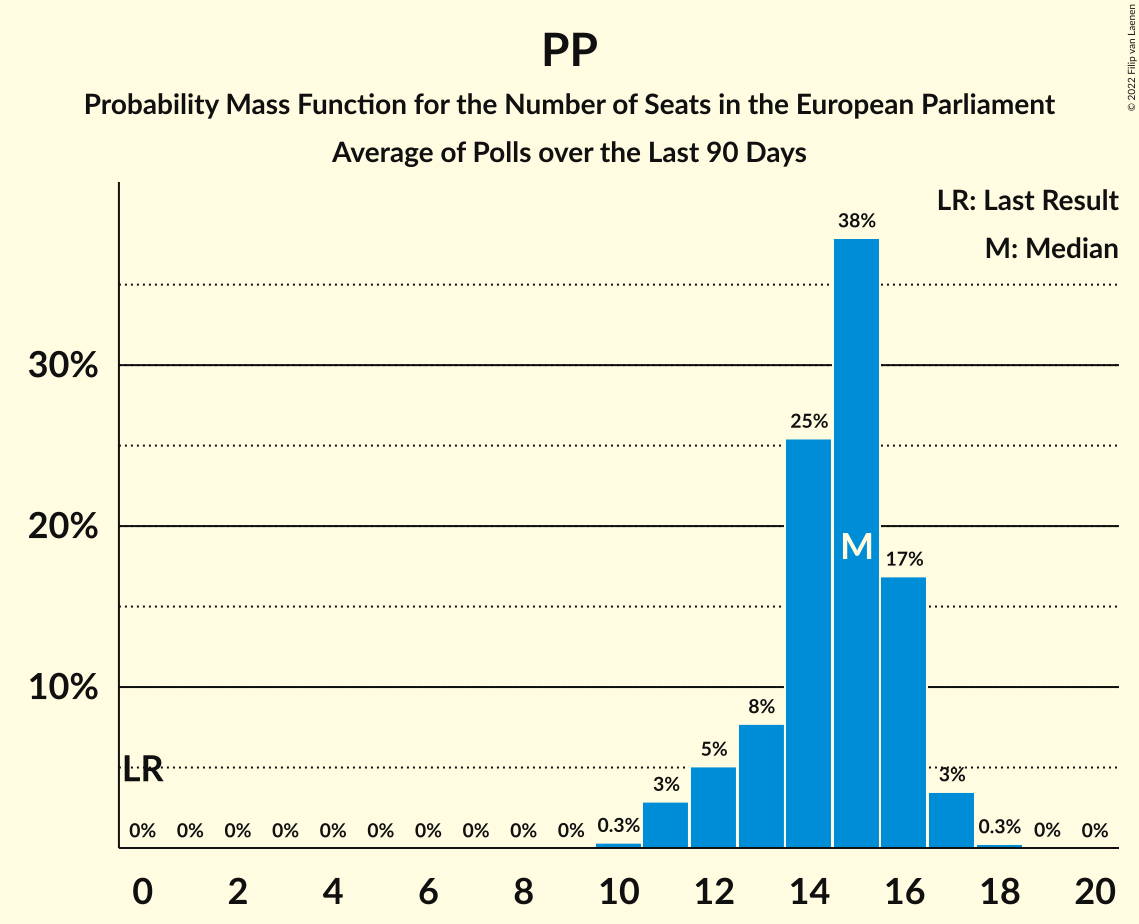 PP
Probability Mass Function for the Number of Seats in the European Parliament
Average of Polls over the Last 90 Days
© 2022 Filip van Laenen
LR: Last Result
M: Median
38%
30%
25%
20%
M
17%
10%
8%
LR
5%
3%
3%
0% 0% 0% 0% 0% 0% 0% 0% 0% 0% 0.3% 0.3% 0% 0%
0 2 4 6 8 10 12 14 16 18 20